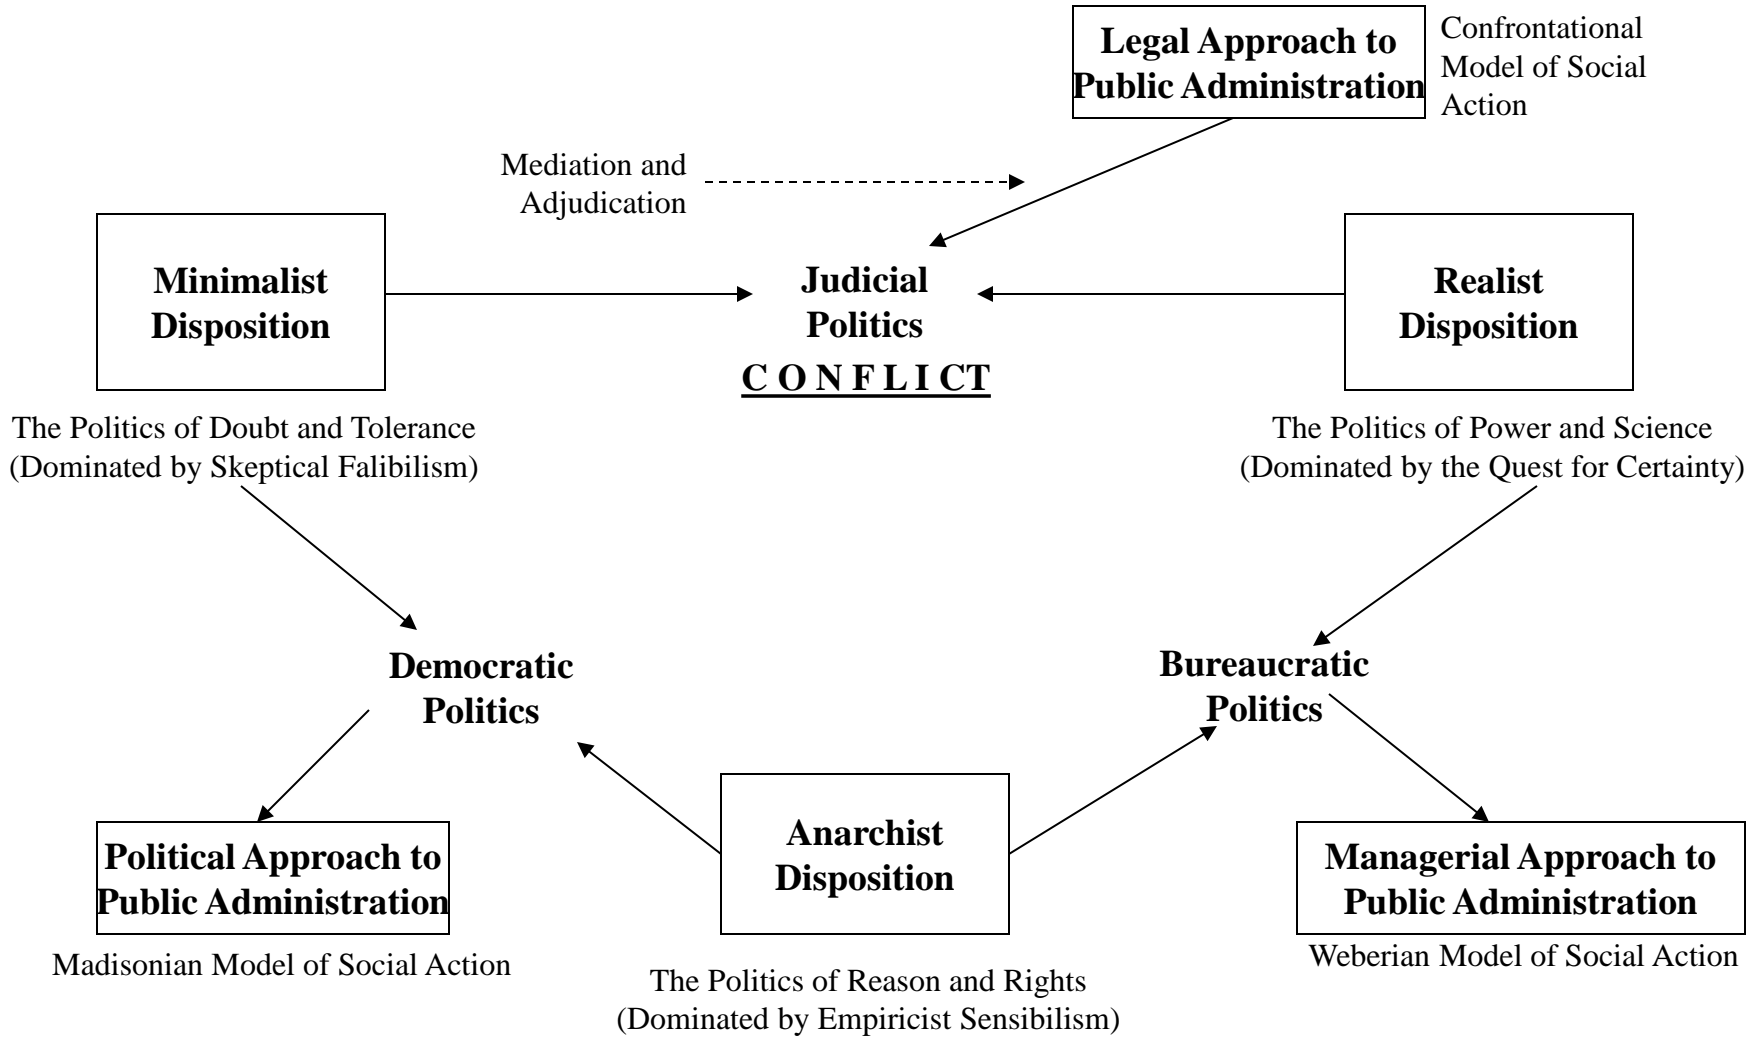 Legal Approach to
Public Administration
Confrontational
Model of Social
Action
Mediation and
Adjudication
Minimalist
Disposition
Judicial
Politics
C O N F L I CT
Realist
Disposition
The Politics of Doubt and Tolerance
(Dominated by Skeptical Falibilism)
The Politics of Power and Science
(Dominated by the Quest for Certainty)
Democratic
Politics
Bureaucratic
Politics
Political Approach to
Public Administration
Madisonian Model of Social Action
Anarchist
Disposition
The Politics of Reason and Rights
(Dominated by Empiricist Sensibilism)
Managerial Approach to
Public Administration
Weberian Model of Social Action